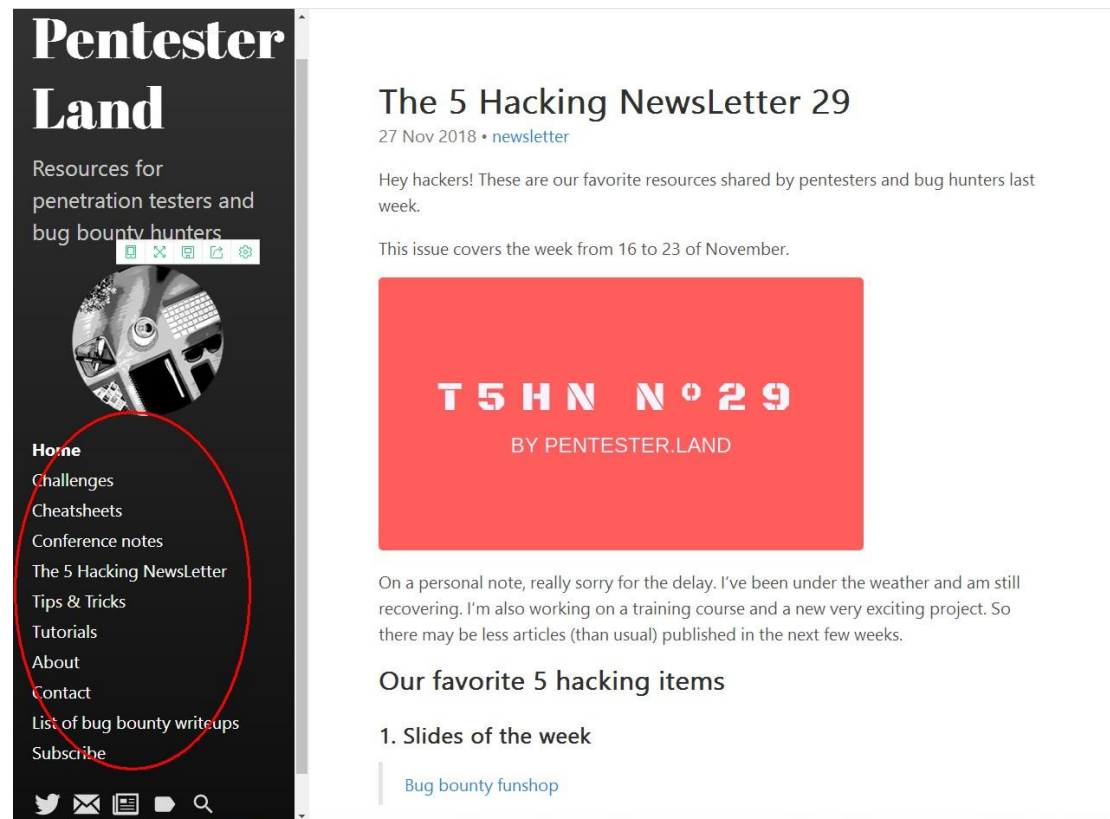 Pentester
Land
Resources for
penetration testers and
bug bounty hunters
Home
Challenges
Cheatsheets
Conference notes
The 5 Hacking NewsLetter
Tips & Tricks
Tutorials
About
Contact
List of bug bounty writeups
Subscribe
The 5 Hacking NewsLetter 29
27 Nov 2018 • newsletter
Hey hackers! These are our favorite resources shared by pentesters and bug hunters last
week.
This issue covers the week from 16 to 23 of November.
T5HN Nº29
BY PENTESTER.LAND
On a personal note, really sorry for the delay. I've been under the weather and am still
recovering. I'm also working on a training course and a new very exciting project. So
there may be less articles (than usual) published in the next few weeks.
Our favorite 5 hacking items
1. Slides of the week
Bug bounty funshop